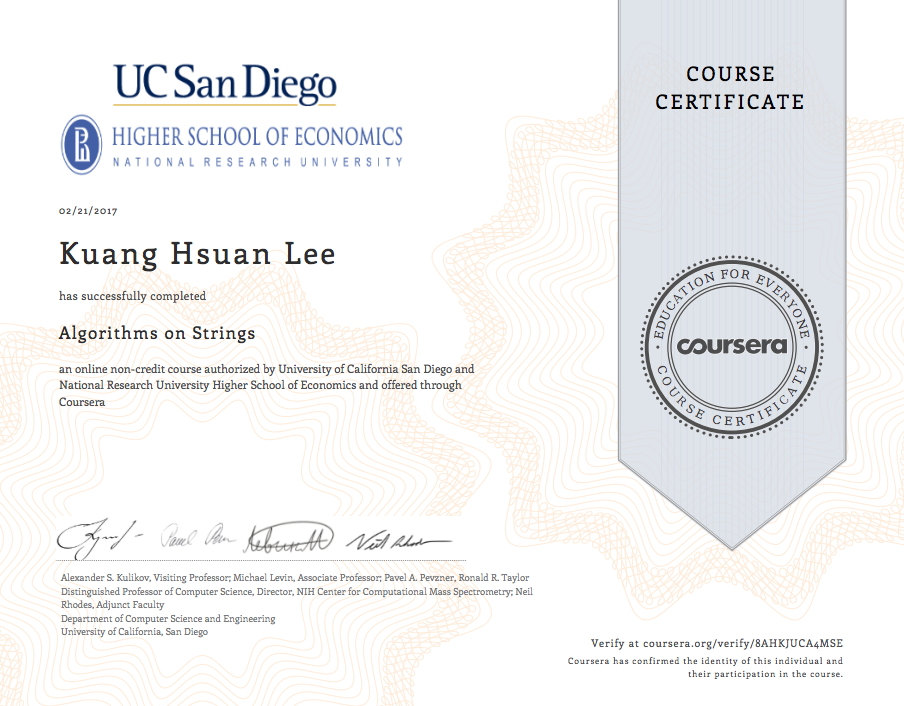 UC San Diego
HIGHER SCHOOL OF ECONOMICS
NATIONAL RESEARCH UNIVERSITY
02/21/2017
Kuang Hsuan Lee
has successfully completed
Algorithms on Strings
an online non-credit course authorized by University of California San Diego and
National Research University Higher School of Economics and offered through
Coursera
Alexander S. Kulikov, Visiting Professor; Michael Levin, Associate Professor; Pavel A. Pevzner, Ronald R. Taylor
Distinguished Professor of Computer Science, Director, NIH Center for Computational Mass Spectrometry; Neil
Rhodes, Adjunct Faculty
Department of Computer Science and Engineering
University of California, San Diego
COURSE
CERTIFICATE
EDUCATION FOR EVERYONE
coursera
COURSE CERTIFICATE
Verify at coursera.org/verify/8AHKJUCA4MSE
Coursera has confirmed the identity of this individual and
their participation in the course.